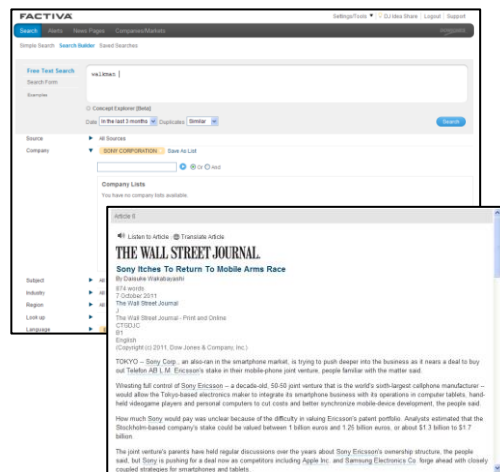 FACTIVA
Settings/Tools | DJ Idea Share | Logout | Support
Search Alerts News Pages Companies/Markets
Simple Search Search Builder Saved Searches
Free Text Search
walkman
Search Form
Examples
Concept Explorer [Beta]
Date In the last 3 months Duplicates Similar Search
Source All Sources
Company SONY CORPORATION Save As List
Or And
Company Lists
You have no company lists available.
Subject All
Industry All
Region All
Look up
Language
Article 6
Listen to Article Translate Article
THE WALL STREET JOURNAL.
Sony Itches To Return To Mobile Arms Race
By Daisuke Wakabayashi
874 words
7 October 2011
The Wall Street Journal
J
The Wall Street Journal - Print and Online
CTGDJC
B1
English
(Copyright (c) 2011, Dow Jones & Company, Inc.)
TOKYO -- Sony Corp., an also-ran in the smartphone market, is trying to push deeper into the business as it nears a deal to buy
out Telefon AB L.M. Ericsson's stake in their mobile-phone joint venture, people familiar with the matter said.
Wresting full control of Sony Ericsson -- a decade-old, 50-50 joint venture that is the world's sixth-largest cellphone manufacturer --
would allow the Tokyo-based electronics maker to integrate its smartphone business with its operations in computer tablets, hand-
held videogame players and personal computers to cut costs and better synchronize mobile-device development, the people said.
How much Sony would pay was unclear because of the difficulty in valuing Ericsson's patent portfolio. Analysts estimated that the
Stockholm-based company's stake could be valued between 1 billion euros and 1.25 billion euros, or about $1.3 billion to $1.7
billion.
The joint venture's parents have held regular discussions over the years about Sony Ericsson's ownership structure, the people
said, but Sony is pushing for a deal now as competitors including Apple Inc. and Samsung Electronics Co. forge ahead with closely
coupled strategies for smartphones and tablets.